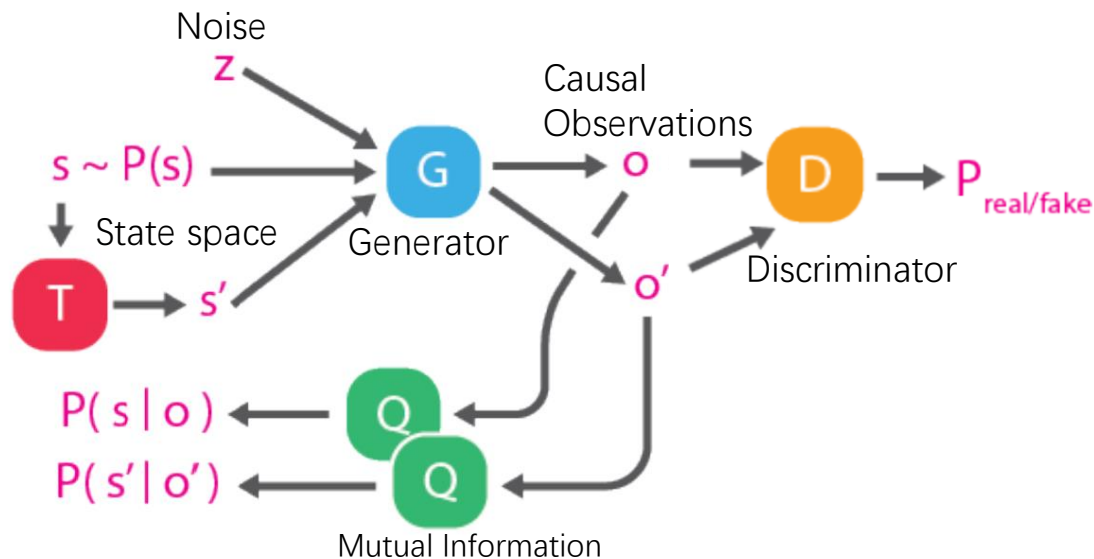 Noise
z
Causal
Observations
s ~ P(s)
G
o
D
P real/fake
State space
Generator
Discriminator
T
s'
o'
P( s | o )
Q
P( s' | o' )
Q
Mutual Information